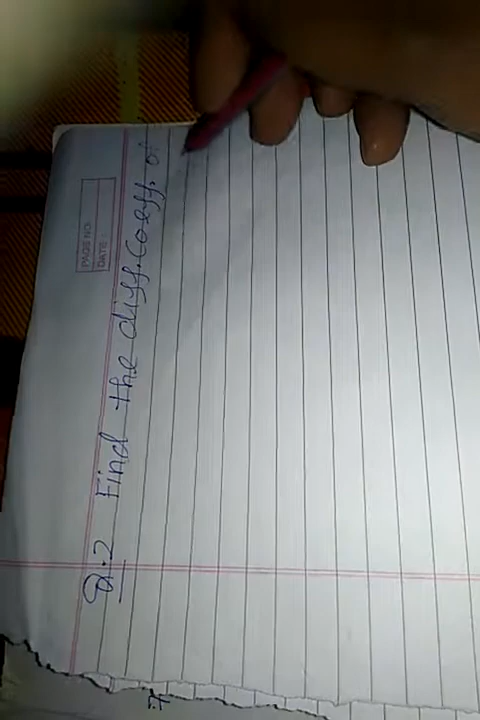 PAGE NO:
DATE:
Q.2 Find the diff. coeff. of